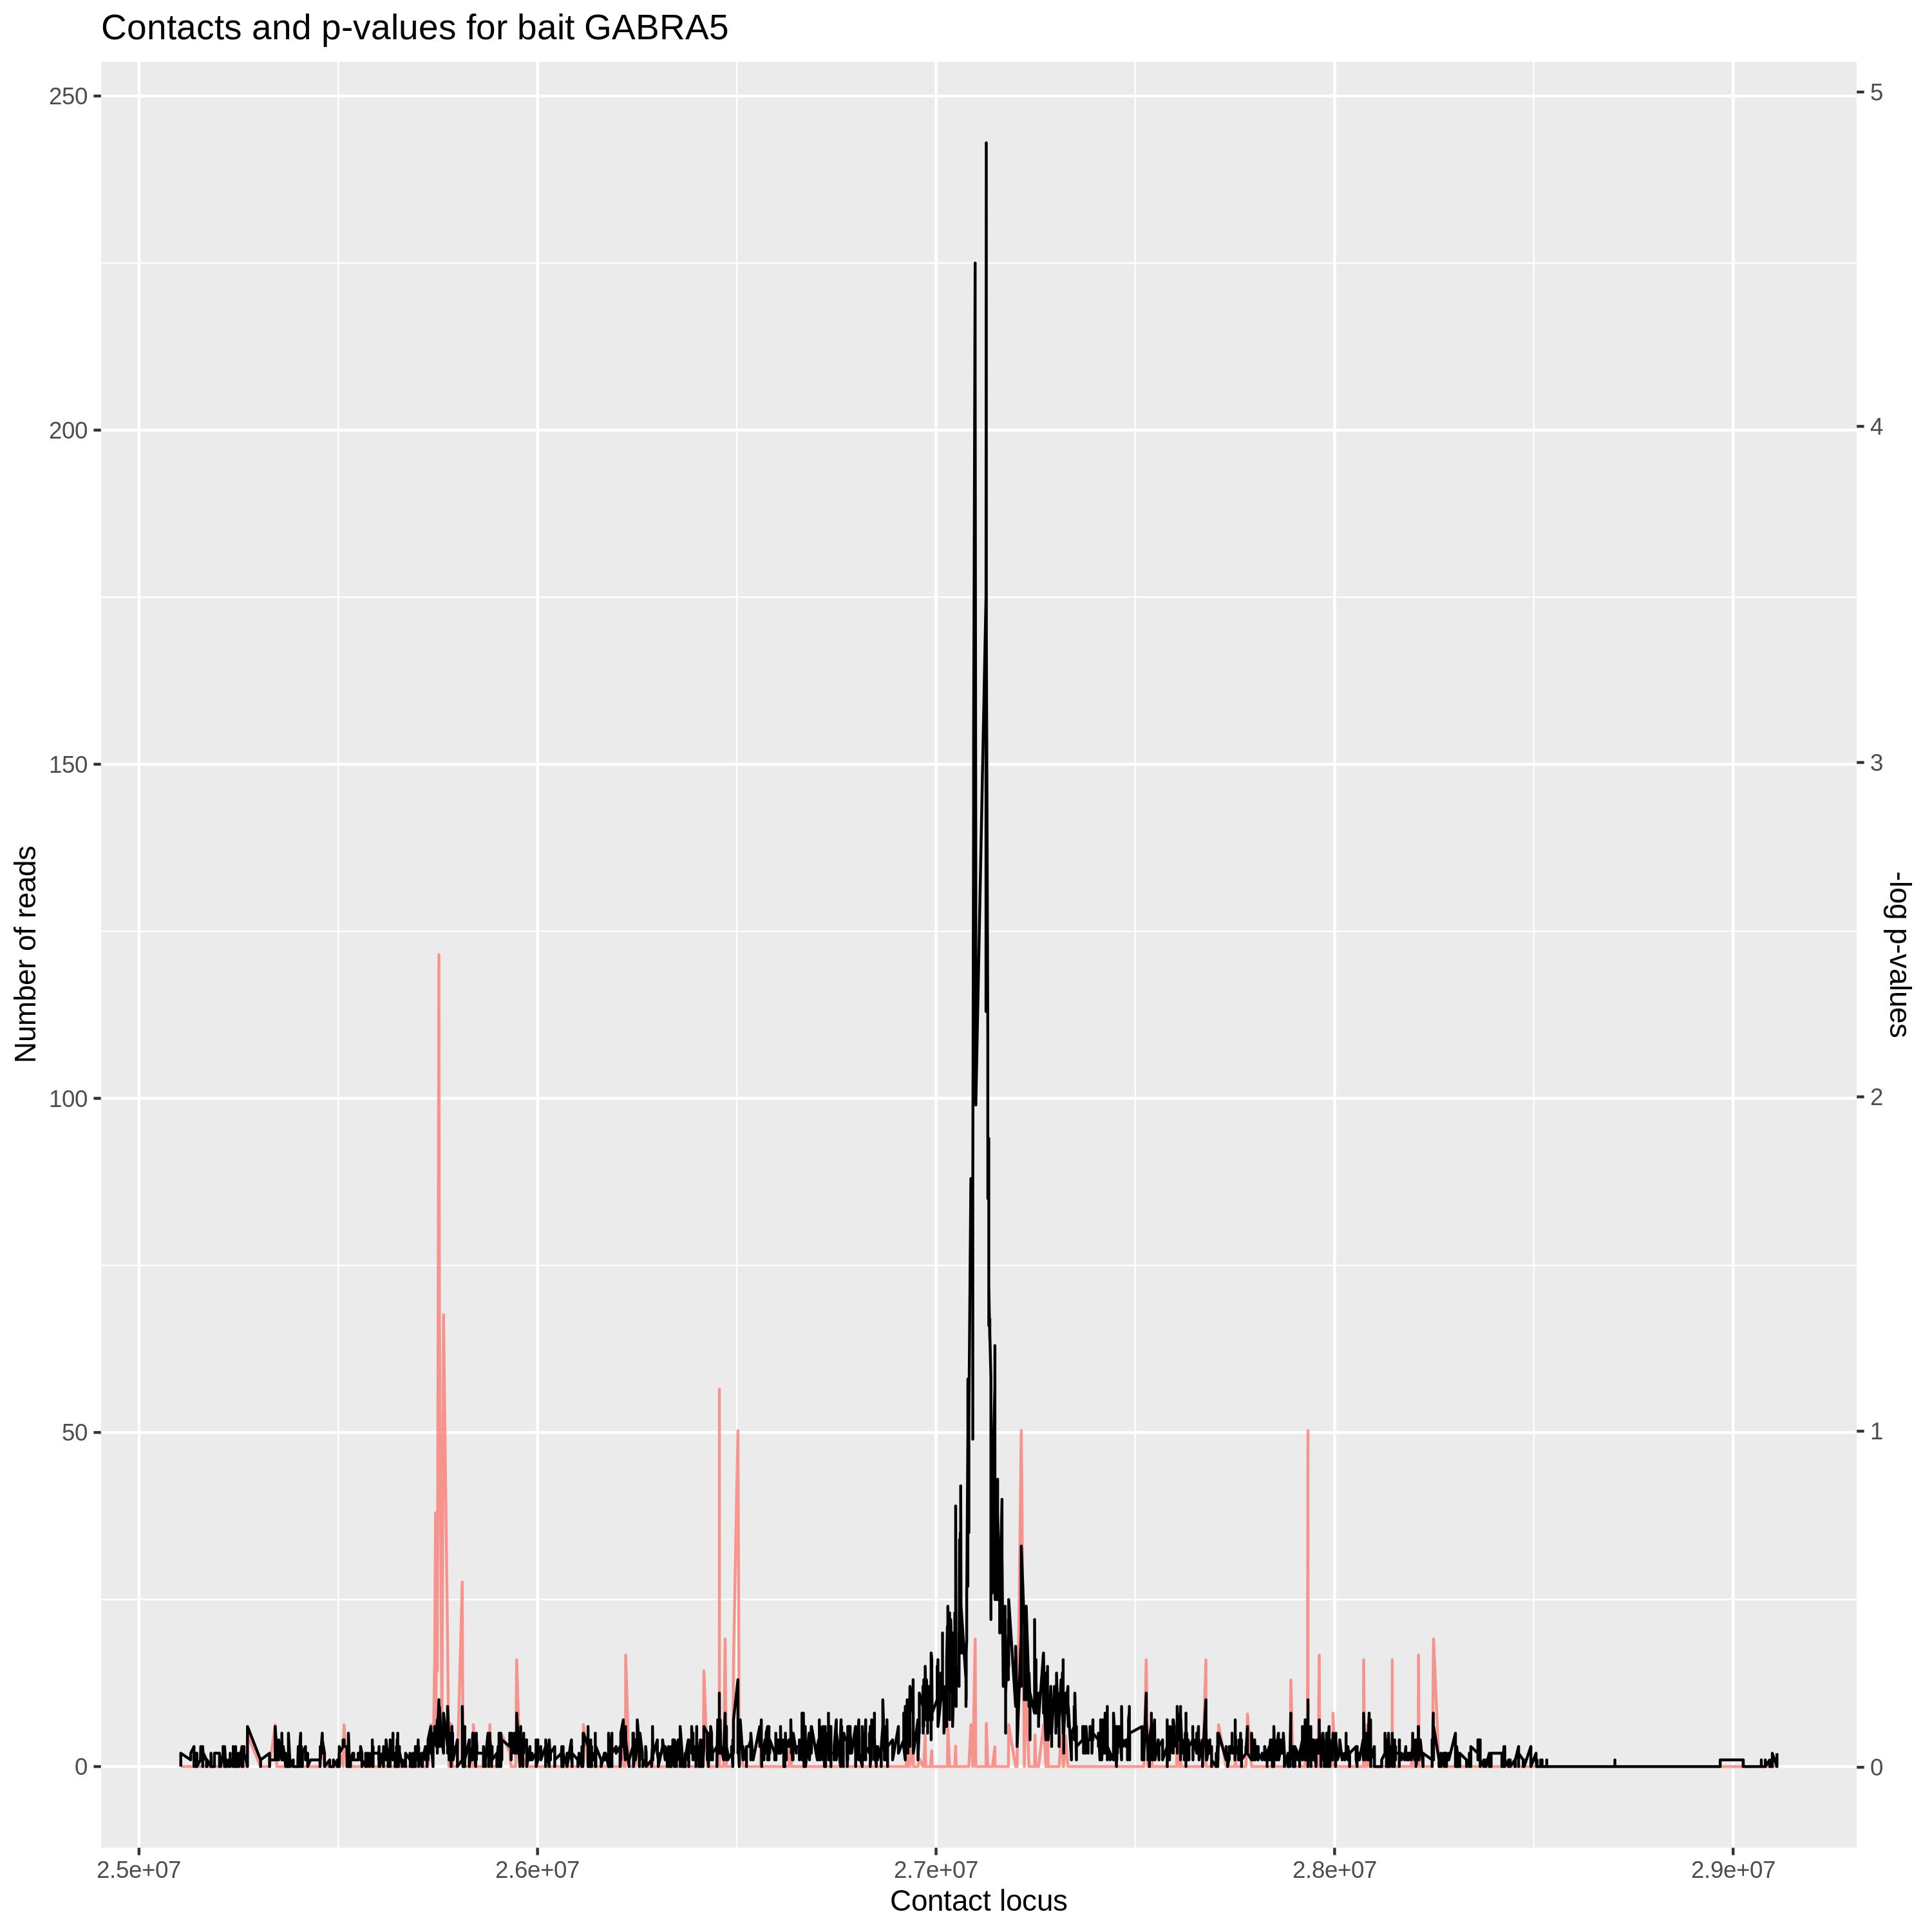 Contacts and p-values for bait GABRA5
250
200
150
100
50
0
Number of reads
5
4
3
2
1
0
-log p-values
2.5e+07 2.6e+07 2.7e+07 2.8e+07 2.9e+07
Contact locus